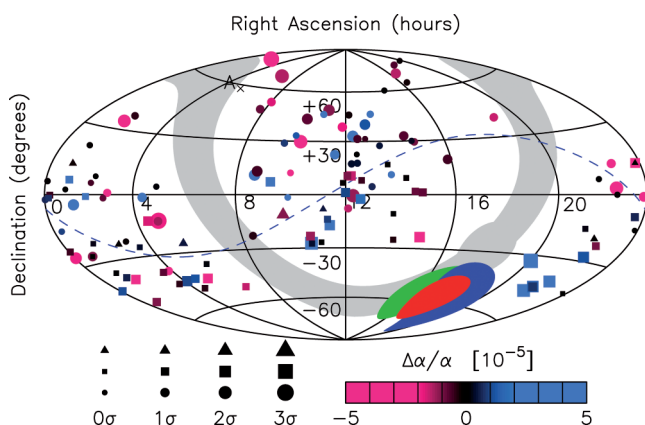 Right Ascension (hours)
Declination (degrees)
A
x
+60
+30
0 4 8 12 16 20
−30
−60
0σ 1σ 2σ 3σ
Δα/α [10⁻⁵]
−5 0 5